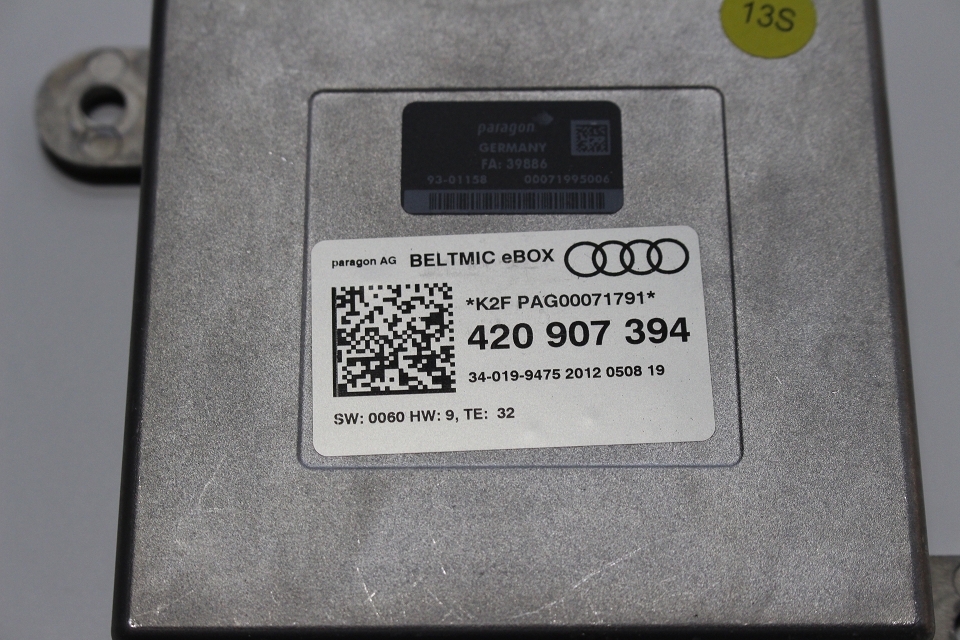 13S
paragon
GERMANY
FA: 39886
93-01158 00071995006
paragon AG BELTMIC eBOX
*K2F PAG00071791*
420 907 394
34-019-9475 2012 0508 19
SW: 0060 HW: 9, TE: 32